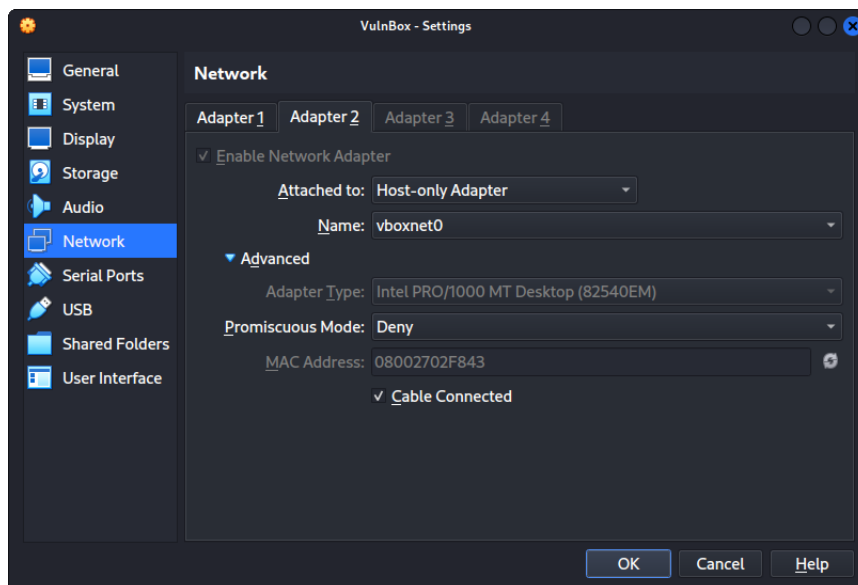 VulnBox - Settings
General
System
Display
Storage
Audio
Network
Serial Ports
USB
Shared Folders
User Interface
Network
Adapter 1 Adapter 2 Adapter 3 Adapter 4
Enable Network Adapter
Attached to: Host-only Adapter
Name: vboxnet0
Advanced
Adapter Type: Intel PRO/1000 MT Desktop (82540EM)
Promiscuous Mode: Deny
MAC Address: 08002702F843
Cable Connected
OK Cancel Help